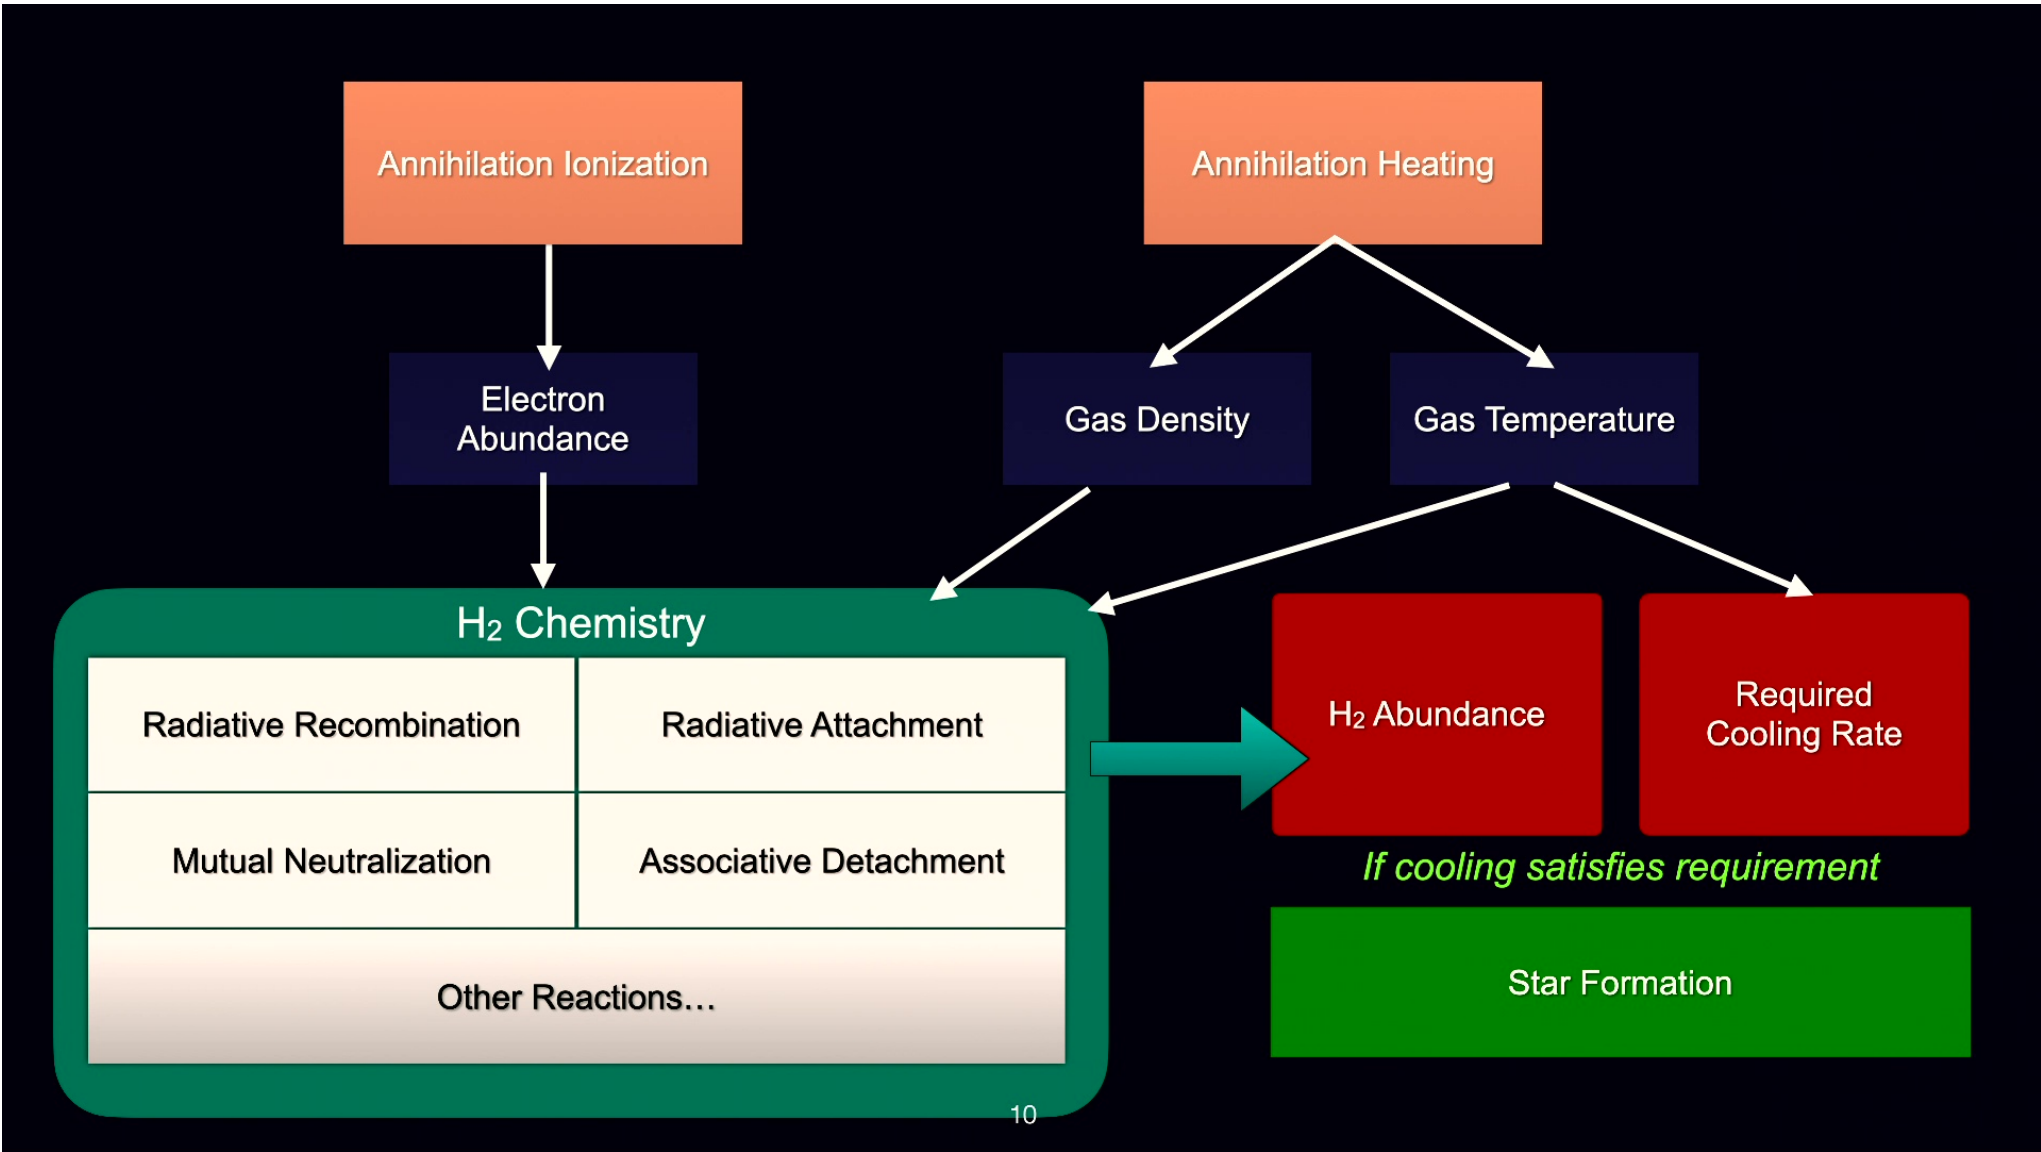 Annihilation Ionization
Annihilation Heating
Electron
Abundance
Gas Density
Gas Temperature
H₂ Chemistry
Radiative Recombination
Radiative Attachment
Mutual Neutralization
Associative Detachment
Other Reactions…
H₂ Abundance
Required
Cooling Rate
If cooling satisfies requirement
Star Formation
10